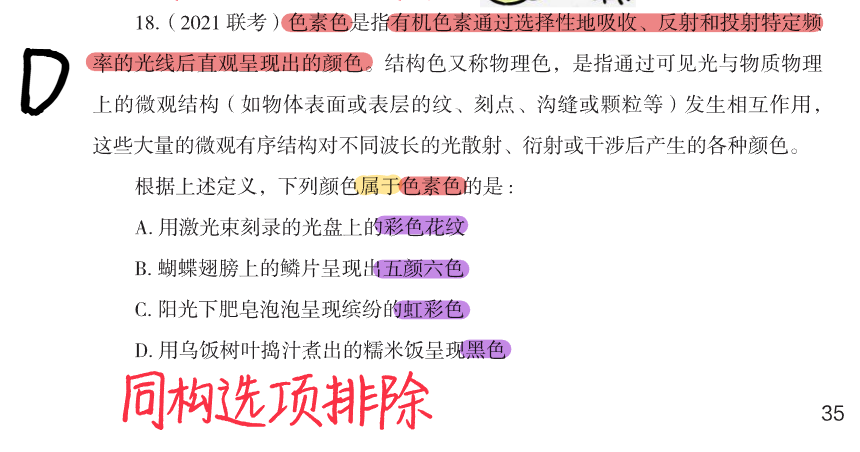 18.（2021 联考）色素色是指有机色素通过选择性地吸收、反射和投射特定频
率的光线后直观呈现出的颜色。结构色又称物理色，是指通过可见光与物质物理
D
上的微观结构（如物体表面或表层的纹、刻点、沟缝或颗粒等）发生相互作用，
这些大量的微观有序结构对不同波长的光散射、衍射或干涉后产生的各种颜色。
根据上述定义，下列颜色属于色素色的是：
A. 用激光束刻录的光盘上的彩色花纹
B. 蝴蝶翅膀上的鳞片呈现出五颜六色
C. 阳光下肥皂泡泡呈现缤纷的虹彩色
D. 用乌饭树叶捣汁煮出的糯米饭呈现黑色
同构选项排除
35